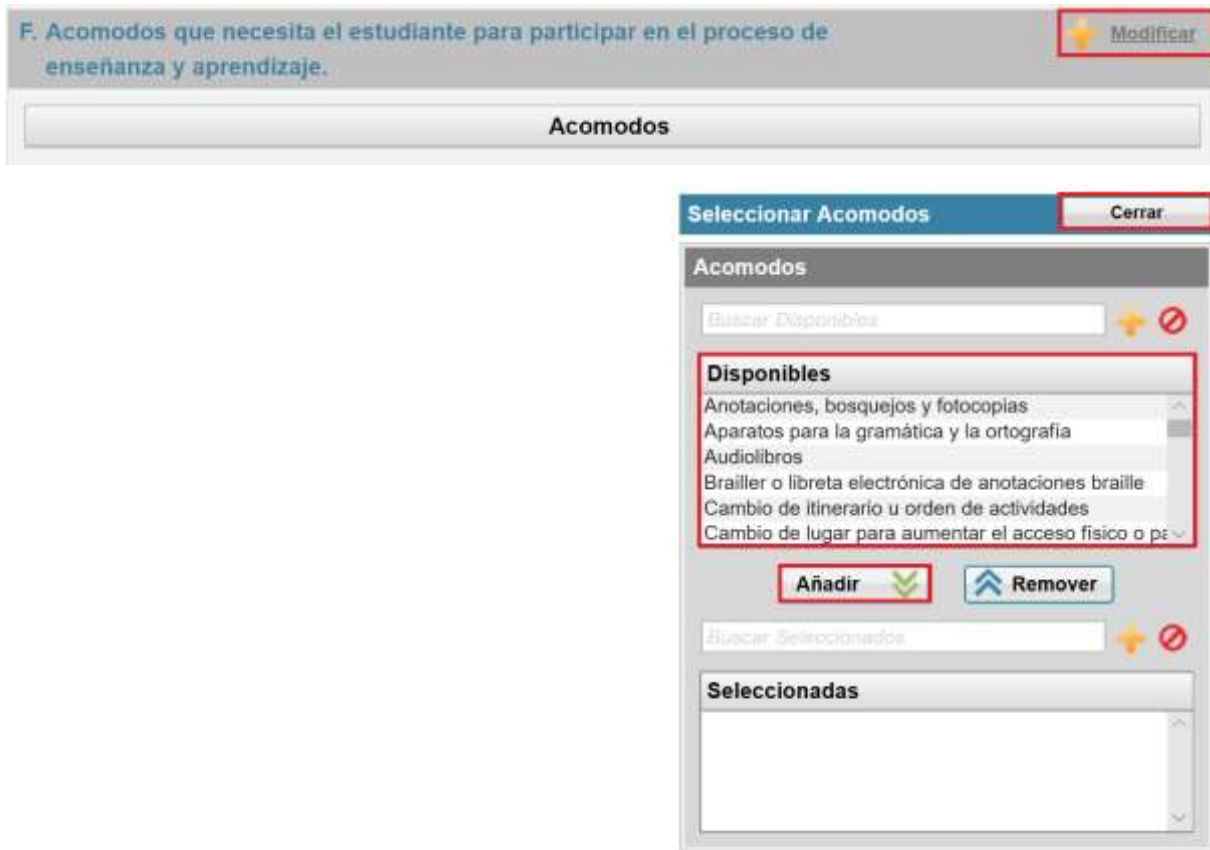 F. Acomodos que necesita el estudiante para participar en el proceso de
enseñanza y aprendizaje.
Modificar
Acomodos
Seleccionar Acomodos
Cerrar
Acomodos
Buscar Disponibles
Disponibles
Anotaciones, bosquejos y fotocopias
Aparatos para la gramática y la ortografía
Audiolibros
Brailler o libreta electrónica de anotaciones braille
Cambio de itinerario u orden de actividades
Cambio de lugar para aumentar el acceso físico o pa
Añadir
Remover
Buscar Seleccionados
Seleccionadas